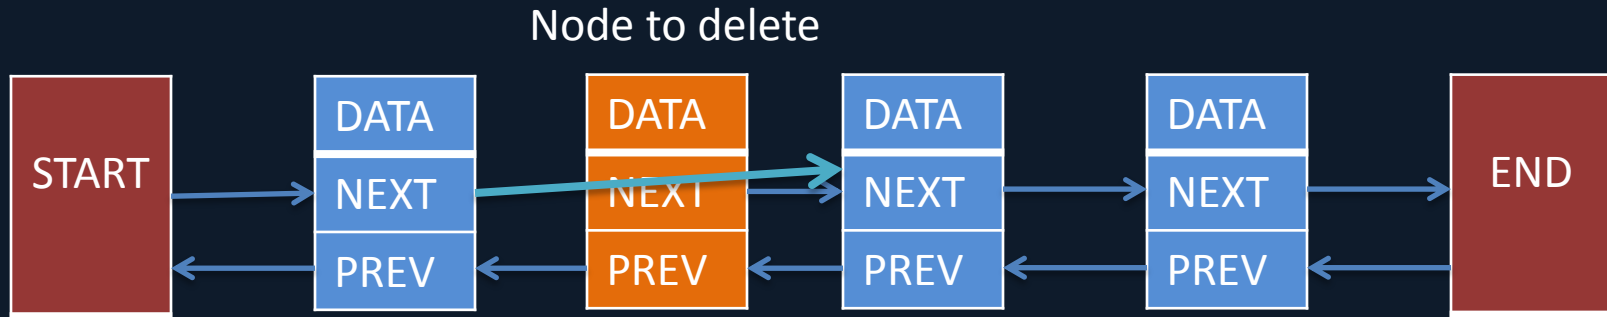 Node to delete
START
DATA
NEXT
PREV
DATA
NEXT
PREV
DATA
NEXT
PREV
DATA
NEXT
PREV
END